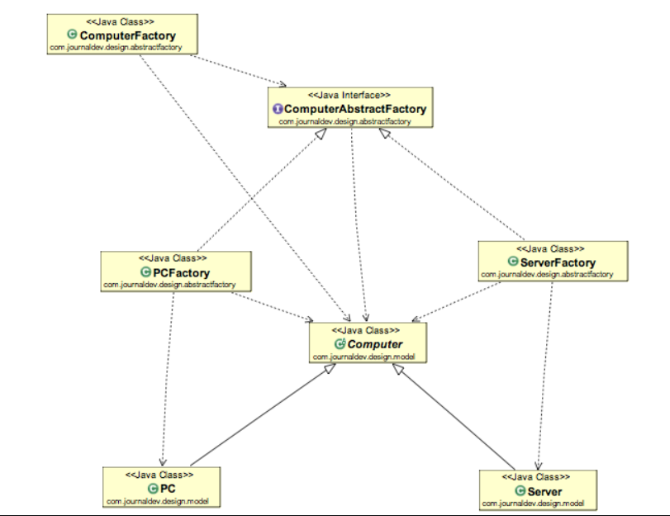 <<Java Class>>
ComputerFactory
com.journaldev.design.abstractfactory
<<Java Interface>>
ComputerAbstractFactory
com.journaldev.design.abstractfactory
<<Java Class>>
PCFactory
com.journaldev.design.abstractfactory
<<Java Class>>
ServerFactory
com.journaldev.design.abstractfactory
<<Java Class>>
Computer
com.journaldev.design.model
<<Java Class>>
PC
com.journaldev.design.model
<<Java Class>>
Server
com.journaldev.design.model